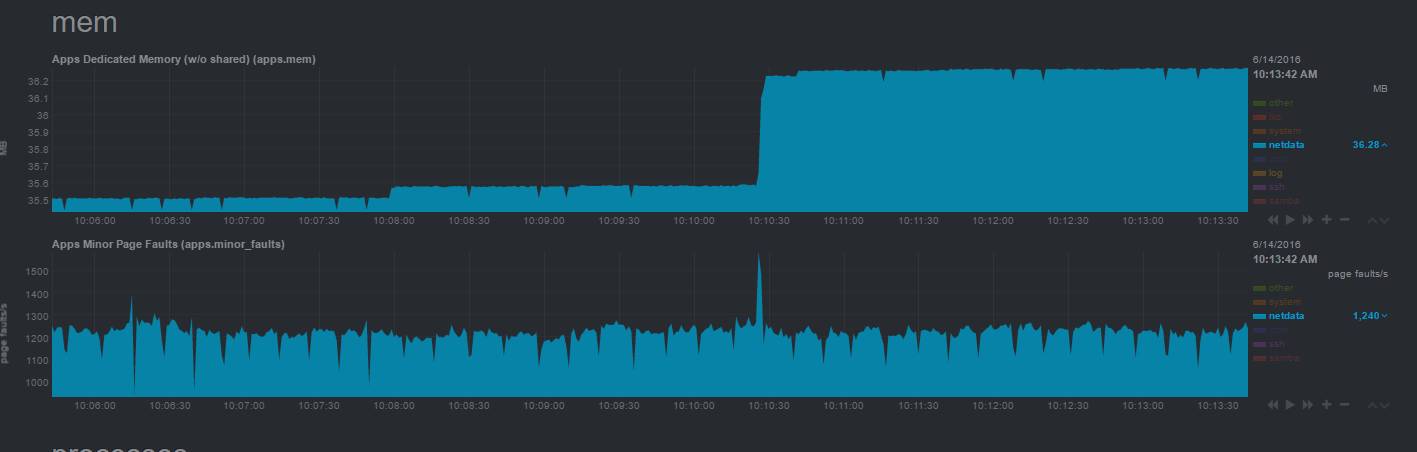 mem
Apps Dedicated Memory (w/o shared) (apps.mem)
6/14/2016
10:13:42 AM
MB
36.2
36.1
36
35.9
35.8
35.7
35.6
35.5
MB
other
system
netdata 36.28
log
ssh
samba
10:06:00 10:06:30 10:07:00 10:07:30 10:08:00 10:08:30 10:09:00 10:09:30 10:10:00 10:10:30 10:11:00 10:11:30 10:12:00 10:12:30 10:13:00 10:13:30
Apps Minor Page Faults (apps.minor_faults)
6/14/2016
10:13:42 AM
page faults/s
1500
1400
1300
1200
1100
1000
page faults/s
other
system
netdata 1,240
ssh
samba
10:06:00 10:06:30 10:07:00 10:07:30 10:08:00 10:08:30 10:09:00 10:09:30 10:10:00 10:10:30 10:11:00 10:11:30 10:12:00 10:12:30 10:13:00 10:13:30
processes